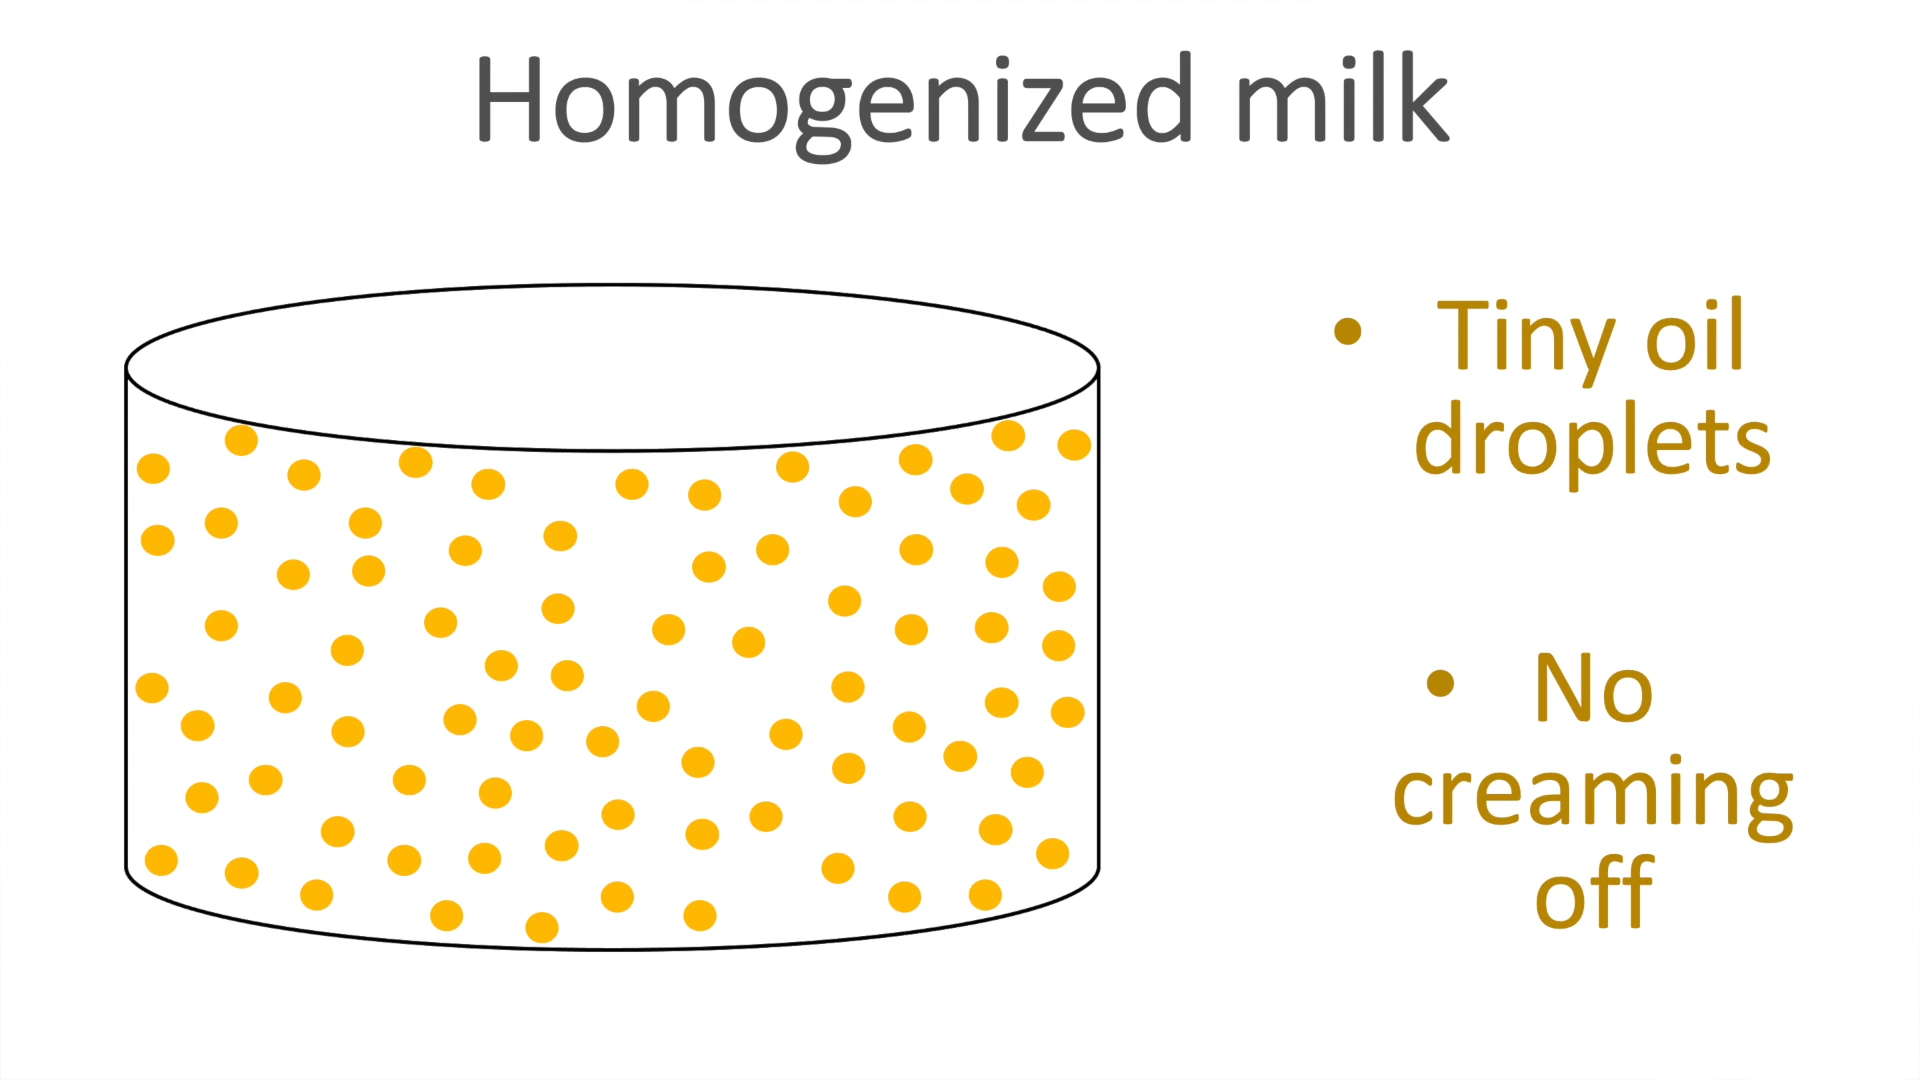 Homogenized milk
• Tiny oil
droplets
• No
creaming
off